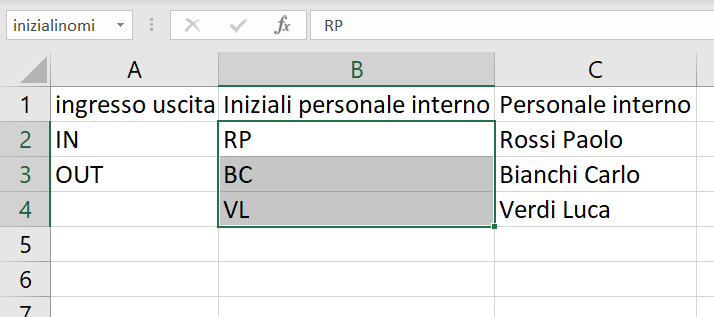 inizialinomi fx RP
A B C
1 ingresso uscita Iniziali personale interno Personale interno
2 IN RP Rossi Paolo
3 OUT BC Bianchi Carlo
4 VL Verdi Luca
5
6
7